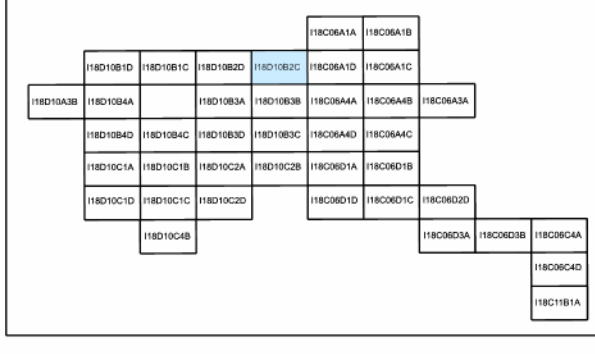 I18C06A1A I18C06A1B
I18D10B1D I18D10B1C I18D10B2D I18D10B2C I18C06A1D I18C06A1C
I18D10A3B I18D10B4A I18D10B3A I18D10B3B I18C06A4A I18C06A4B I18C06A3A
I18D10B4D I18D10B4C I18D10B3D I18D10B3C I18C06A4D I18C06A4C
I18D10C1A I18D10C1B I18D10C2A I18D10C2B I18C06D1A I18C06D1B
I18D10C1D I18D10C1C I18D10C2D I18C06D1D I18C06D1C I18C06D2D
I18D10C4B I18C06D3A I18C06D3B I18C06C4A
I18C06C4D
I18C11B1A